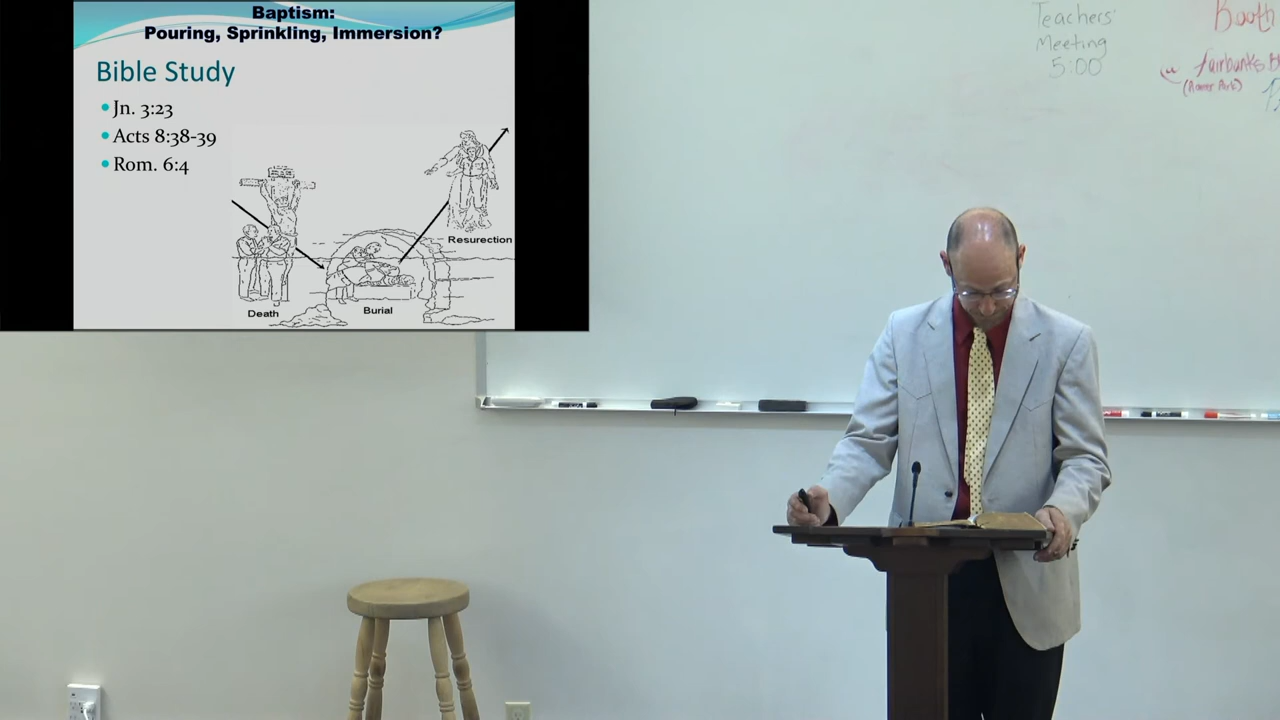 Baptism:
Pouring, Sprinkling, Immersion?
Bible Study
Jn. 3:23
Acts 8:38-39
Rom. 6:4
Resurection
Death
Burial
Teachers'
Meeting
5:00
Booth
fairbanks